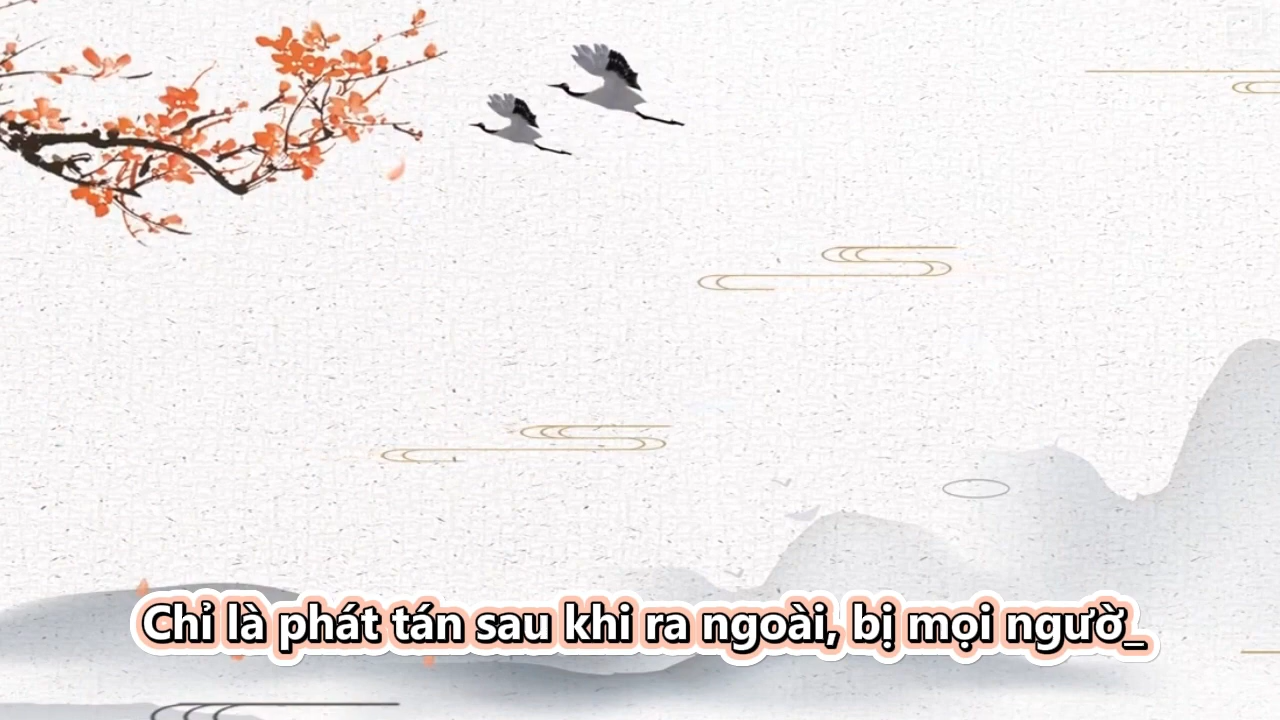 Chỉ là phát tán sau khi ra ngoài, bị mọi ngườ_